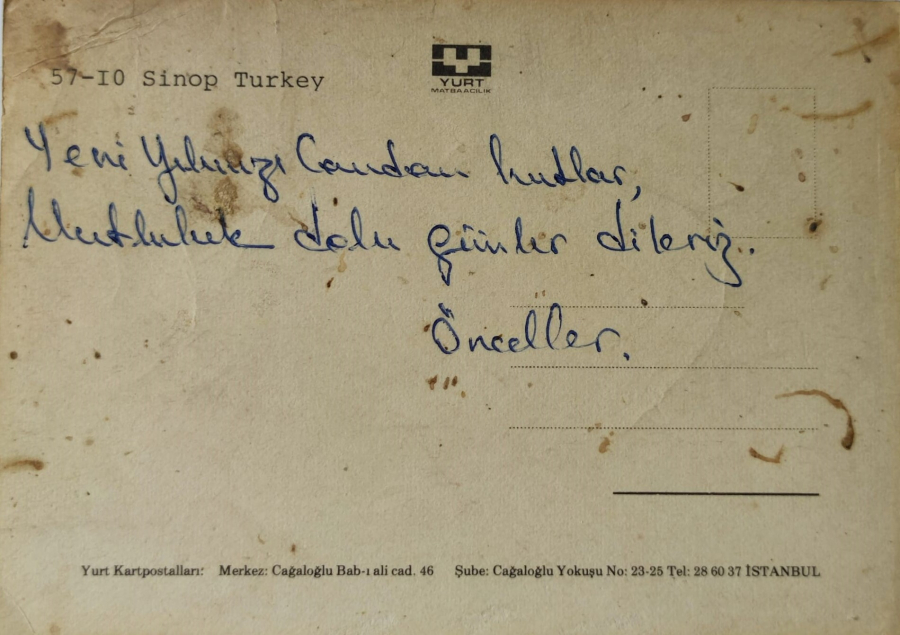 57-I0 Sinop Turkey
YURT
MATBAACILIK
Yeni Yılınızı Candan kutlar,
Mutluluk dolu günler dileriz..
Önceller.
Yurt Kartpostalları: Merkez: Cağaloğlu Bab-ı ali cad. 46 Şube: Cağaloğlu Yokuşu No: 23-25 Tel: 28 60 37 İSTANBUL